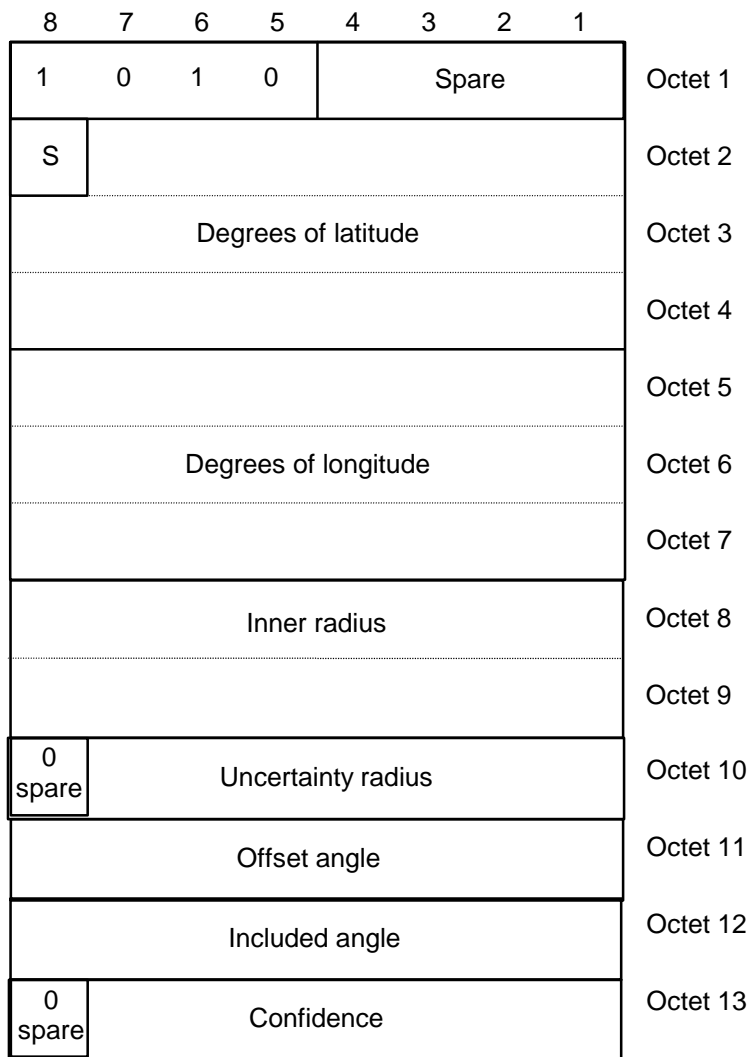 8 7 6 5 4 3 2 1
1 0 1 0 Spare Octet 1
S Octet 2
Degrees of latitude Octet 3
Octet 4
Octet 5
Degrees of longitude Octet 6
Octet 7
Inner radius Octet 8
Octet 9
0
spare Uncertainty radius Octet 10
Offset angle Octet 11
Included angle Octet 12
0
spare Confidence Octet 13